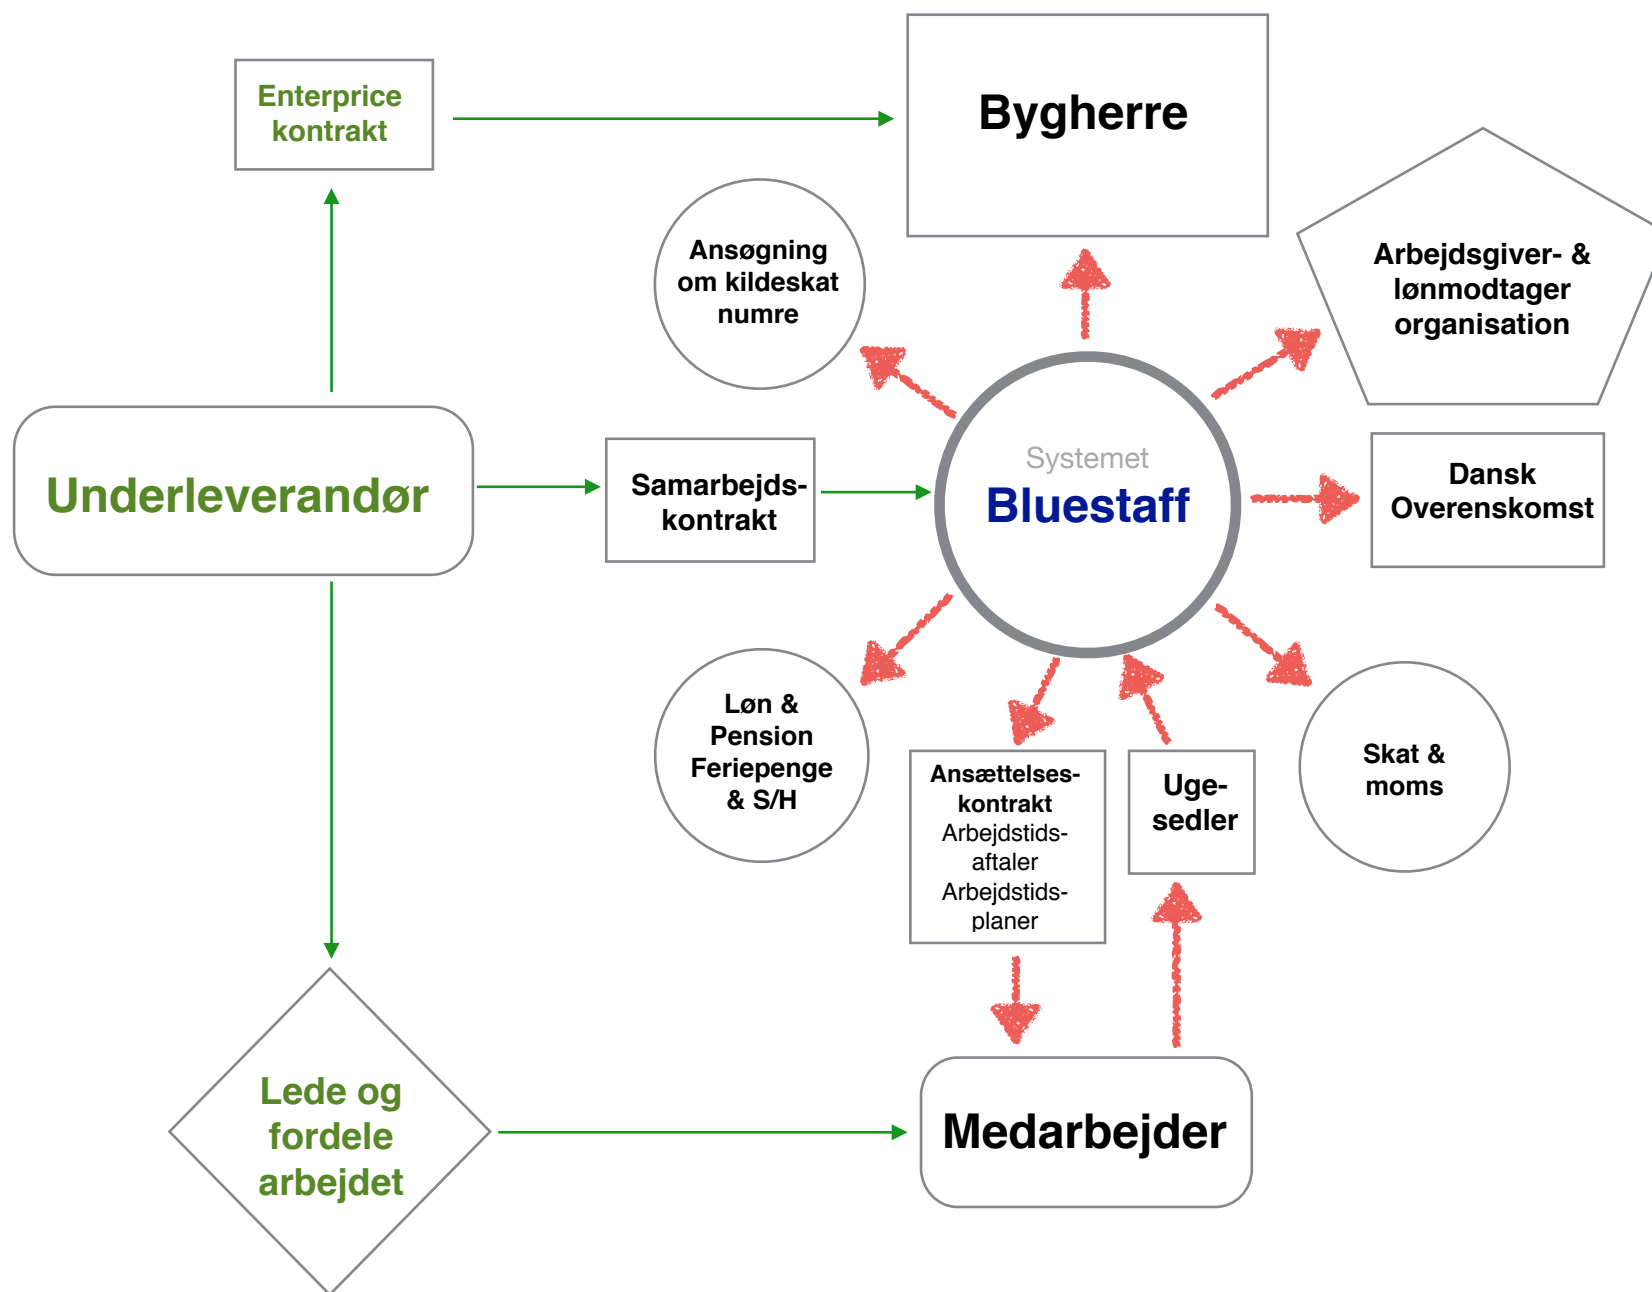 Enterprice
kontrakt
Bygherre
Ansøgning
om kildeskat
numre
Arbejdsgiver- &
lønmodtager
organisation
Underleverandør
Samarbejds-
kontrakt
Systemet
Bluestaff
Dansk
Overenskomst
Løn &
Pension
Feriepenge
& S/H
Ansættelses-
kontrakt
Arbejdstids-
aftaler
Arbejdstids-
planer
Uge-
sedler
Skat &
moms
Lede og
fordele
arbejdet
Medarbejder